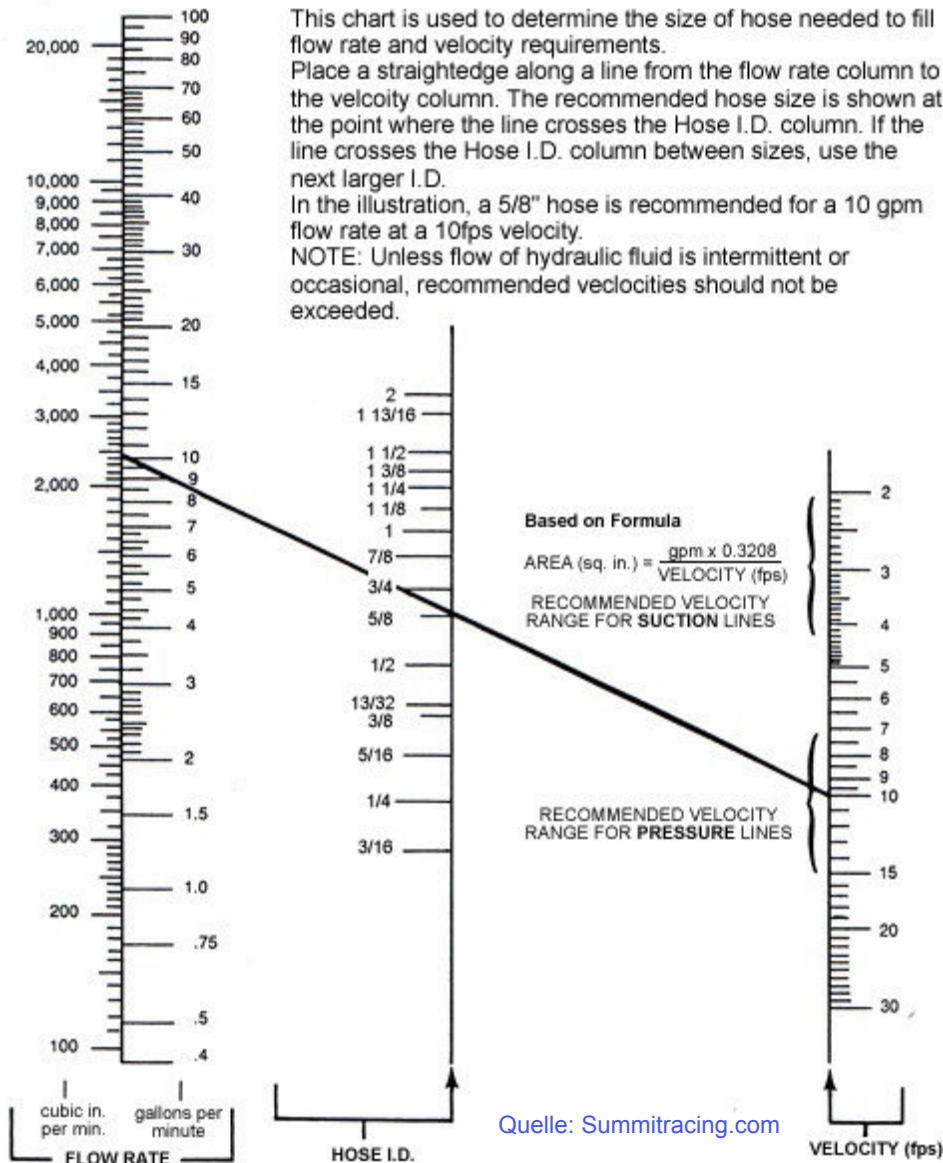 This chart is used to determine the size of hose needed to fill
flow rate and velocity requirements.
Place a straightedge along a line from the flow rate column to
the velcoity column. The recommended hose size is shown at
the point where the line crosses the Hose I.D. column. If the
line crosses the Hose I.D. column between sizes, use the
next larger I.D.
In the illustration, a 5/8" hose is recommended for a 10 gpm
flow rate at a 10fps velocity.
NOTE: Unless flow of hydraulic fluid is intermittent or
occasional, recommended veclocities should not be
exceeded.
20,000
10,000
9,000
8,000
7,000
6,000
5,000
4,000
3,000
2,000
1,000
900
800
700
600
500
400
300
200
100
cubic in.
per min.
100
90
80
70
60
50
40
30
20
15
10
9
8
7
6
5
4
3
2
1.5
1.0
.75
.5
.4
gallons per
minute
FLOW RATE
2
1 13/16
1 1/2
1 3/8
1 1/4
1 1/8
1
7/8
3/4
5/8
1/2
13/32
3/8
5/16
1/4
3/16
HOSE I.D.
Based on Formula
AREA (sq. in.) = gpm x 0.3208
VELOCITY (fps)
RECOMMENDED VELOCITY
RANGE FOR SUCTION LINES
RECOMMENDED VELOCITY
RANGE FOR PRESSURE LINES
2
3
4
5
6
7
8
9
10
15
20
30
VELOCITY (fps)
Quelle: Summitracing.com